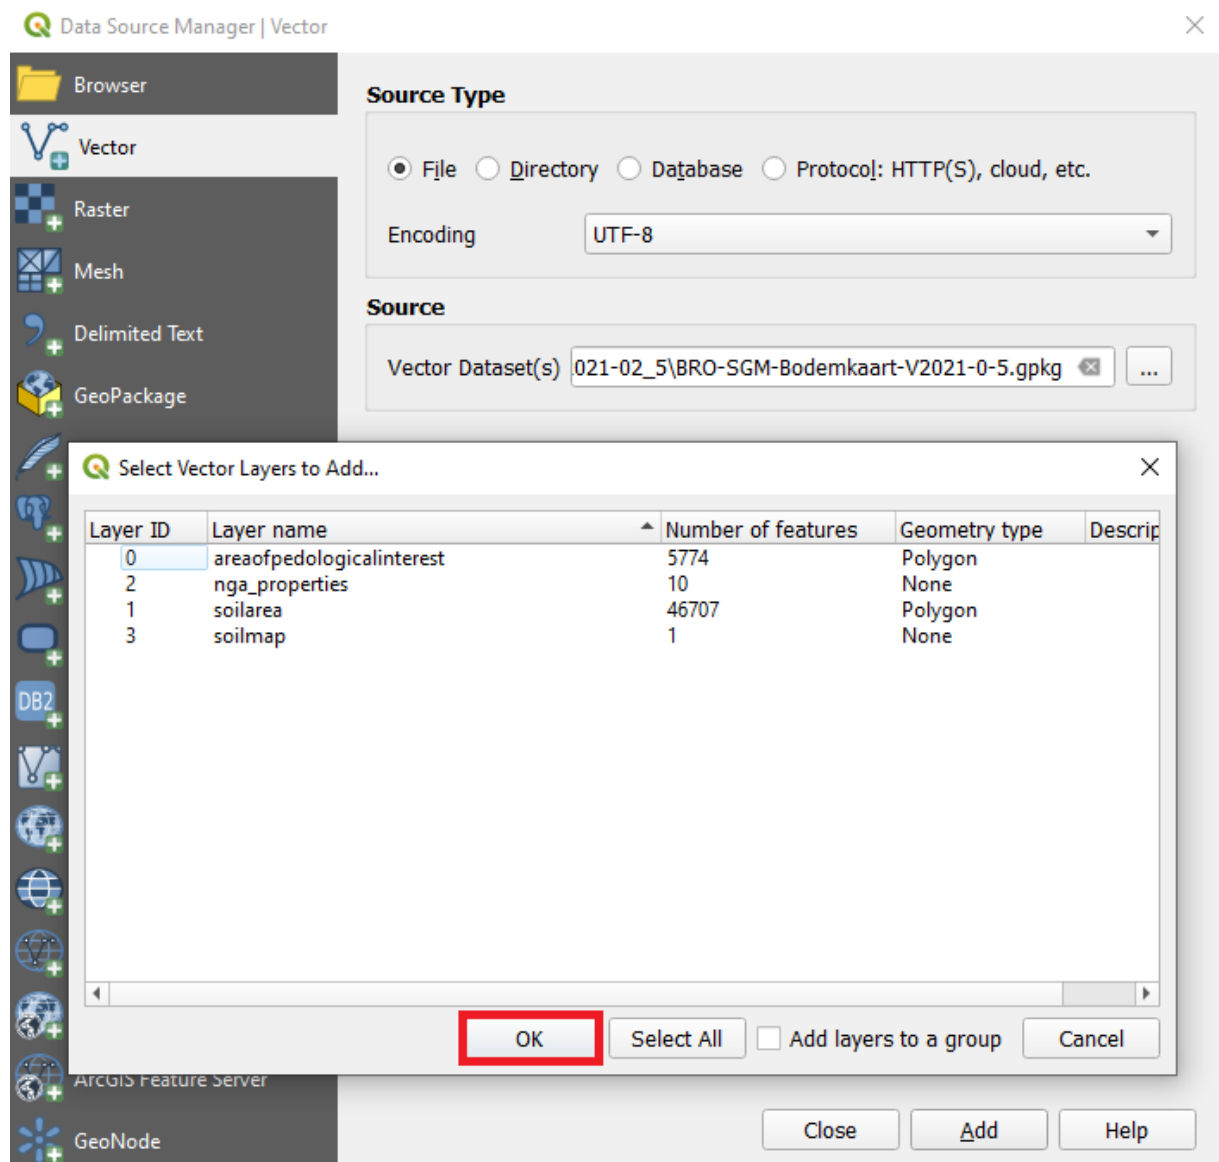 Data Source Manager | Vector
Browser
Vector
Raster
Mesh
Delimited Text
GeoPackage
DB2
ArcGIS Feature Server
GeoNode
Source Type
File Directory Database Protocol: HTTP(S), cloud, etc.
Encoding UTF-8
Source
Vector Dataset(s) 021-02_5\BRO-SGM-Bodemkaart-V2021-0-5.gpkg ...
Select Vector Layers to Add...
Layer ID Layer name Number of features Geometry type Descrip
0 areaofpedologicalinterest 5774 Polygon
2 nga_properties 10 None
1 soilarea 46707 Polygon
3 soilmap 1 None
OK Select All Add layers to a group Cancel
Close Add Help